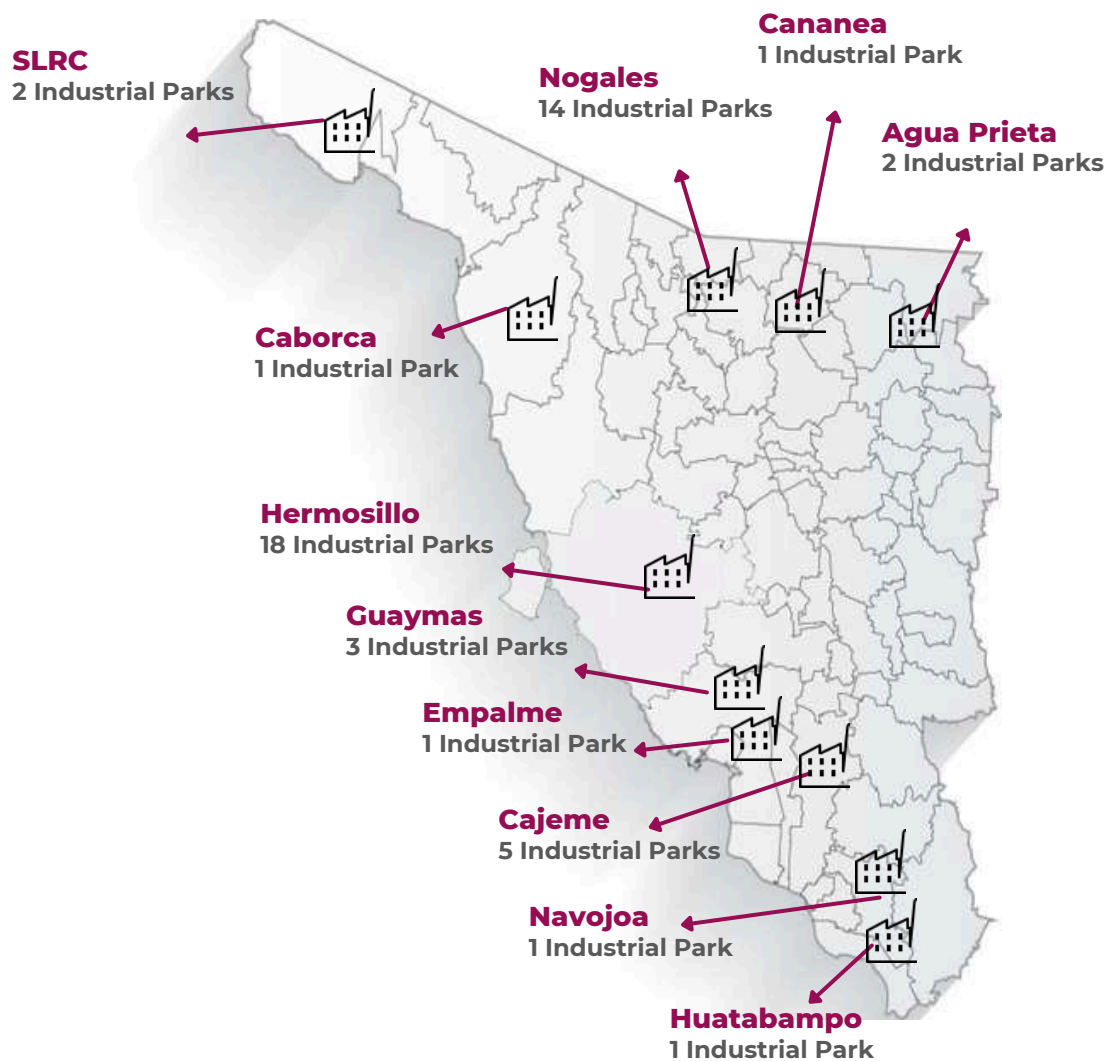 Cananea
1 Industrial Park
SLRC
2 Industrial Parks
Nogales
14 Industrial Parks
Agua Prieta
2 Industrial Parks
Caborca
1 Industrial Park
Hermosillo
18 Industrial Parks
Guaymas
3 Industrial Parks
Empalme
1 Industrial Park
Cajeme
5 Industrial Parks
Navojoa
1 Industrial Park
Huatabampo
1 Industrial Park